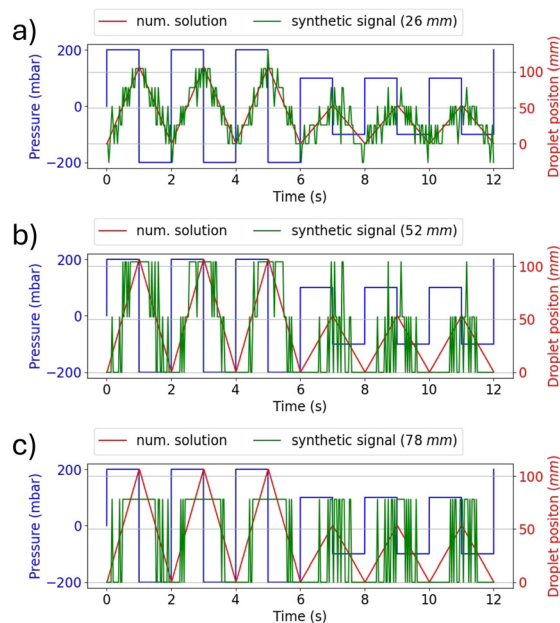 a)
num. solution synthetic signal (26 mm)
200
0
−200
Pressure (mbar)
100
50
0
Droplet positon (mm)
0 2 4 6 8 10 12
Time (s)
b)
num. solution synthetic signal (52 mm)
200
0
−200
Pressure (mbar)
100
50
0
Droplet positon (mm)
0 2 4 6 8 10 12
Time (s)
c)
num. solution synthetic signal (78 mm)
200
0
−200
Pressure (mbar)
100
50
0
Droplet positon (mm)
0 2 4 6 8 10 12
Time (s)